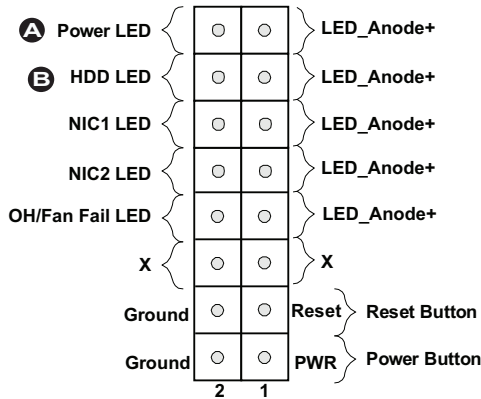 A Power LED LED_Anode+
B HDD LED LED_Anode+
NIC1 LED LED_Anode+
NIC2 LED LED_Anode+
OH/Fan Fail LED LED_Anode+
X X
Ground Reset Reset Button
Ground PWR Power Button
2 1